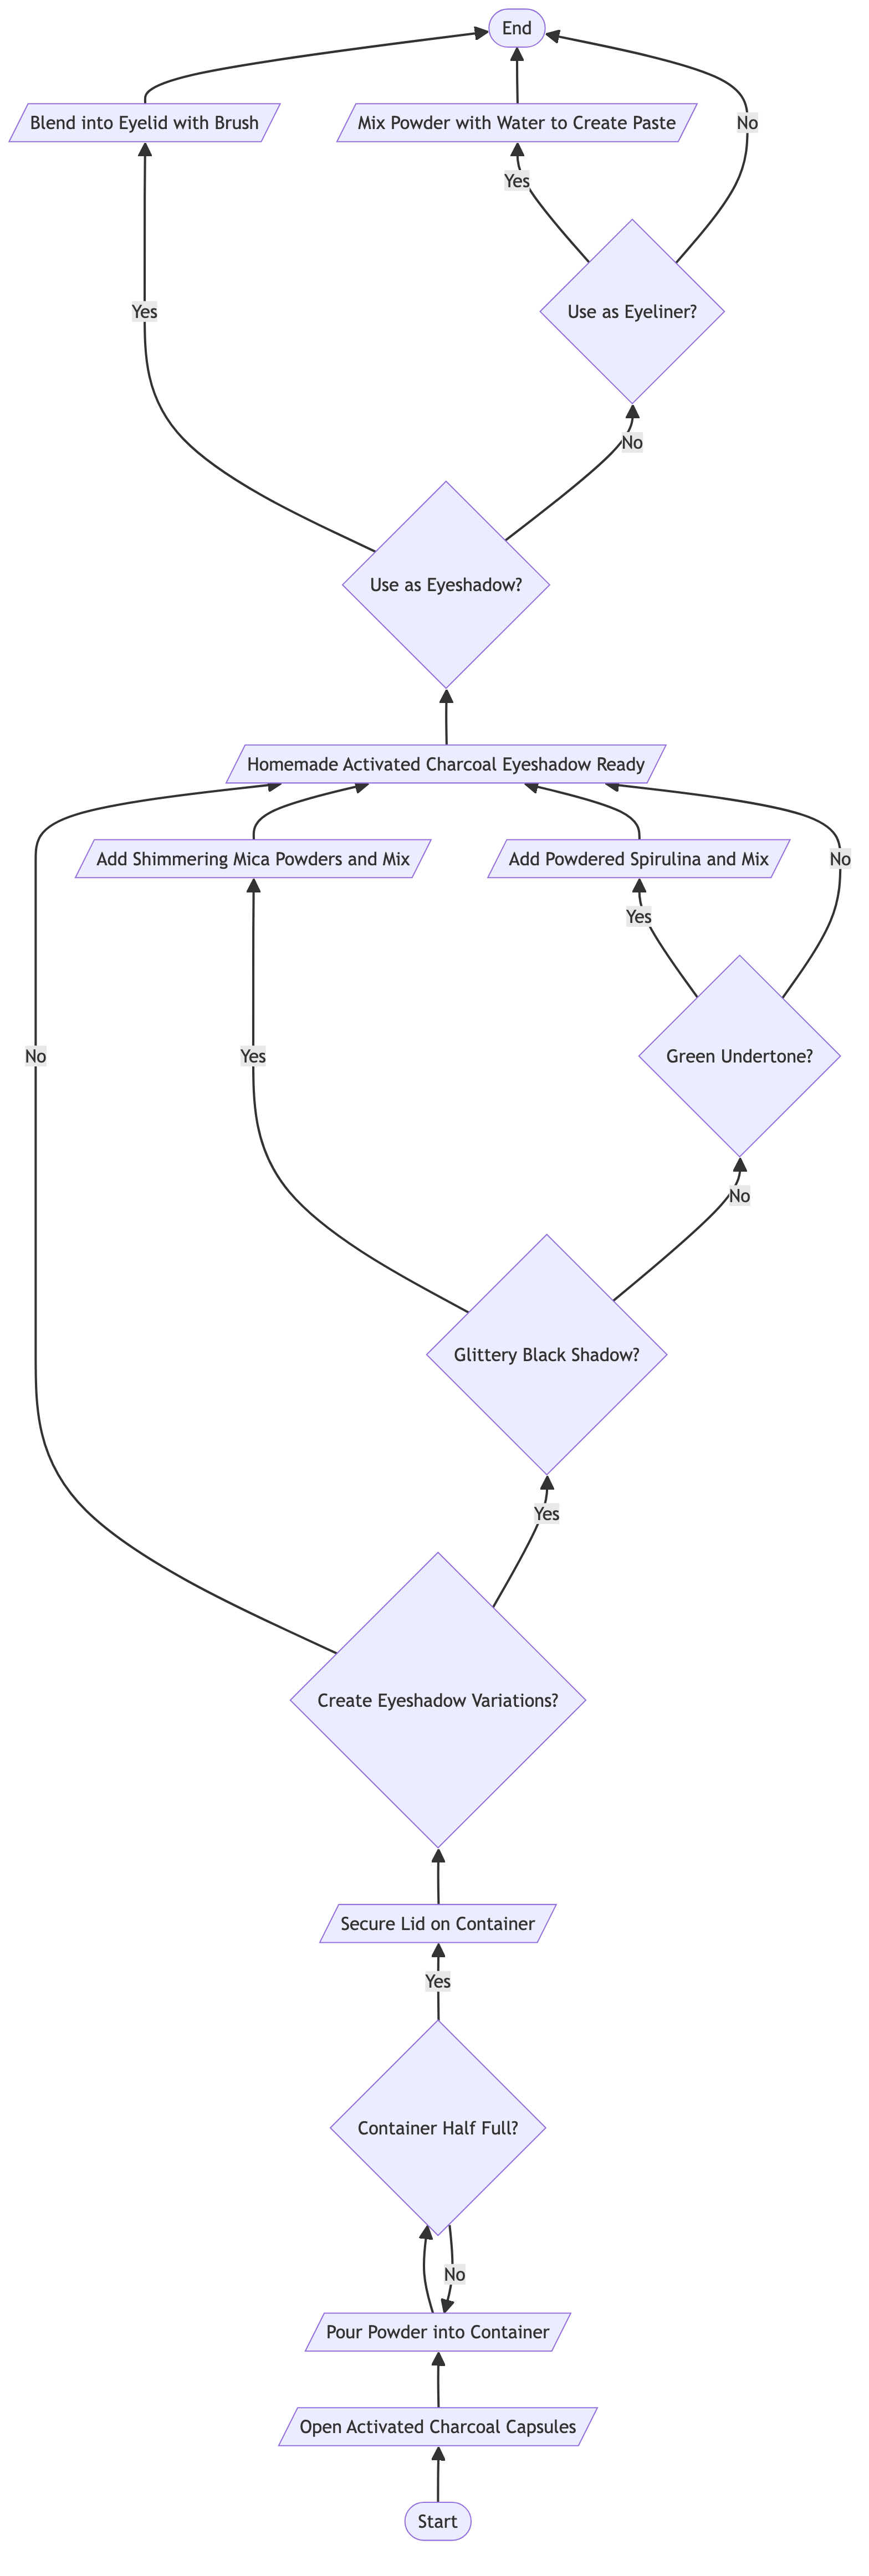 End
Blend into Eyelid with Brush
Mix Powder with Water to Create Paste
No
Yes
Use as Eyeliner?
Yes
No
Use as Eyeshadow?
Homemade Activated Charcoal Eyeshadow Ready
Add Shimmering Mica Powders and Mix
Add Powdered Spirulina and Mix
No
Yes
No
Yes
Green Undertone?
No
Glittery Black Shadow?
Yes
Create Eyeshadow Variations?
Secure Lid on Container
Yes
Container Half Full?
No
Pour Powder into Container
Open Activated Charcoal Capsules
Start